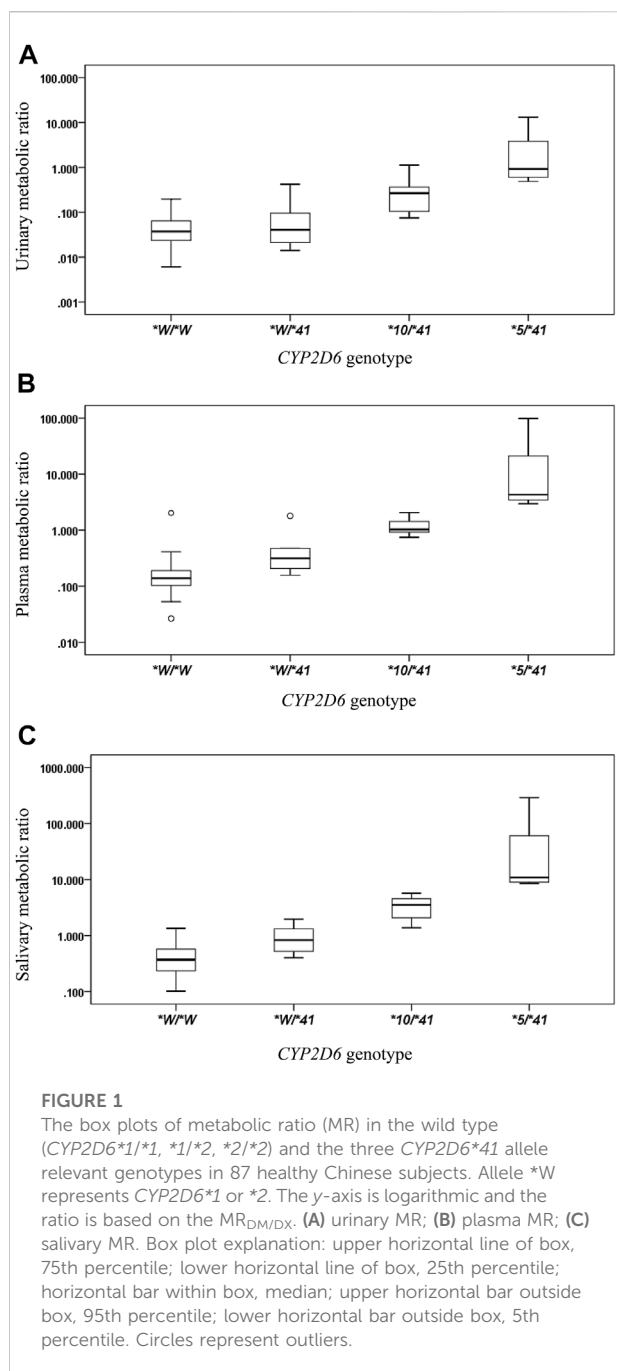 A
Urinary metabolic ratio
100.000
10.000
1.000
.100
.010
.001
*W/*W
*W/*41
*10/*41
*5/*41
CYP2D6 genotype
B
Plasma metabolic ratio
100.000
10.000
1.000
.100
.010
*W/*W
*W/*41
*10/*41
*5/*41
CYP2D6 genotype
C
Salivary metabolic ratio
1000.000
100.000
10.000
1.000
.100
*W/*W
*W/*41
*10/*41
*5/*41
CYP2D6 genotype
FIGURE 1
The box plots of metabolic ratio (MR) in the wild type
(CYP2D6*1/*1, *1/*2, *2/*2) and the three CYP2D6*41 allele
relevant genotypes in 87 healthy Chinese subjects. Allele *W
represents CYP2D6*1 or *2. The y-axis is logarithmic and the
ratio is based on the MRDM/DX. (A) urinary MR; (B) plasma MR; (C)
salivary MR. Box plot explanation: upper horizontal line of box,
75th percentile; lower horizontal line of box, 25th percentile;
horizontal bar within box, median; upper horizontal bar outside
box, 95th percentile; lower horizontal bar outside box, 5th
percentile. Circles represent outliers.